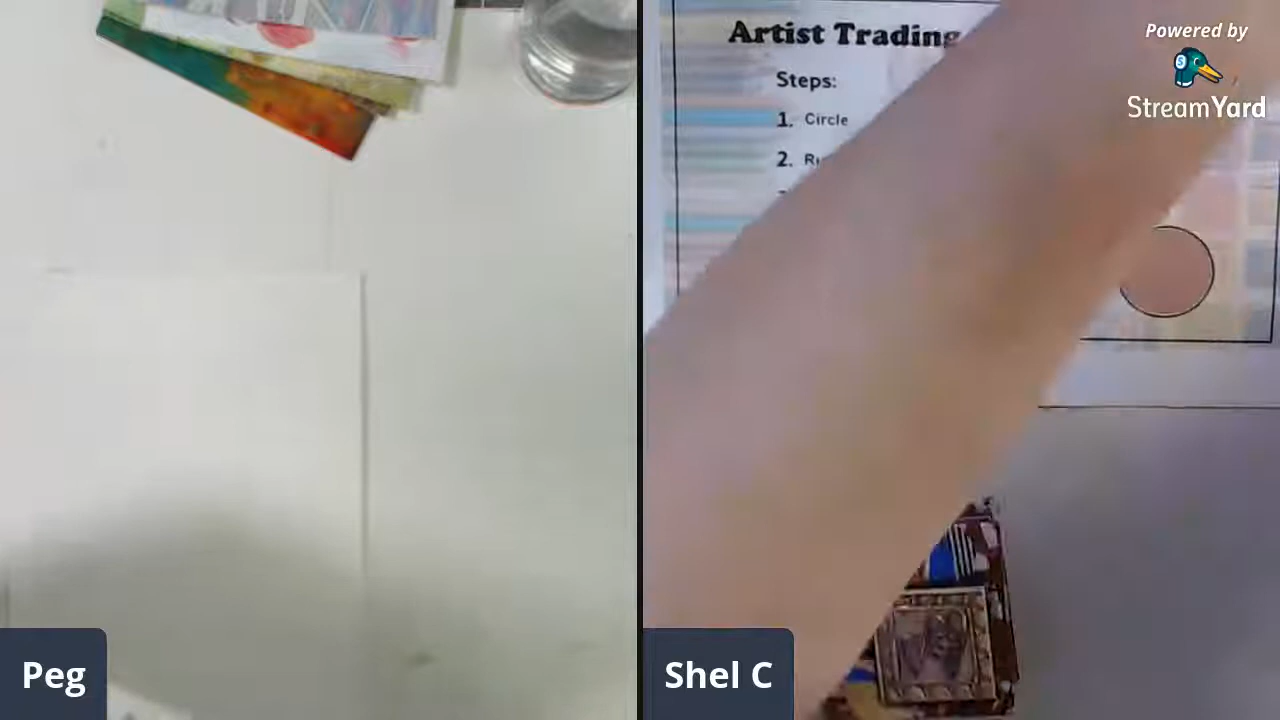 Artist Trading
Steps:
1. Circle
2.
Powered by
StreamYard
Peg
Shel C